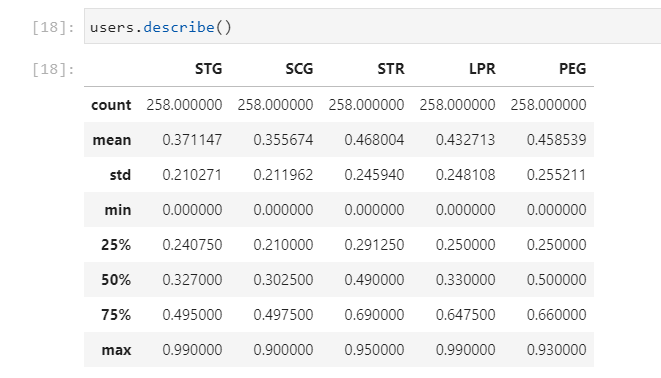 [18]: users.describe()
[18]: STG SCG STR LPR PEG
count 258.000000 258.000000 258.000000 258.000000 258.000000
mean 0.371147 0.355674 0.468004 0.432713 0.458539
std 0.210271 0.211962 0.245940 0.248108 0.255211
min 0.000000 0.000000 0.000000 0.000000 0.000000
25% 0.240750 0.210000 0.291250 0.250000 0.250000
50% 0.327000 0.302500 0.490000 0.330000 0.500000
75% 0.495000 0.497500 0.690000 0.647500 0.660000
max 0.990000 0.900000 0.950000 0.990000 0.930000